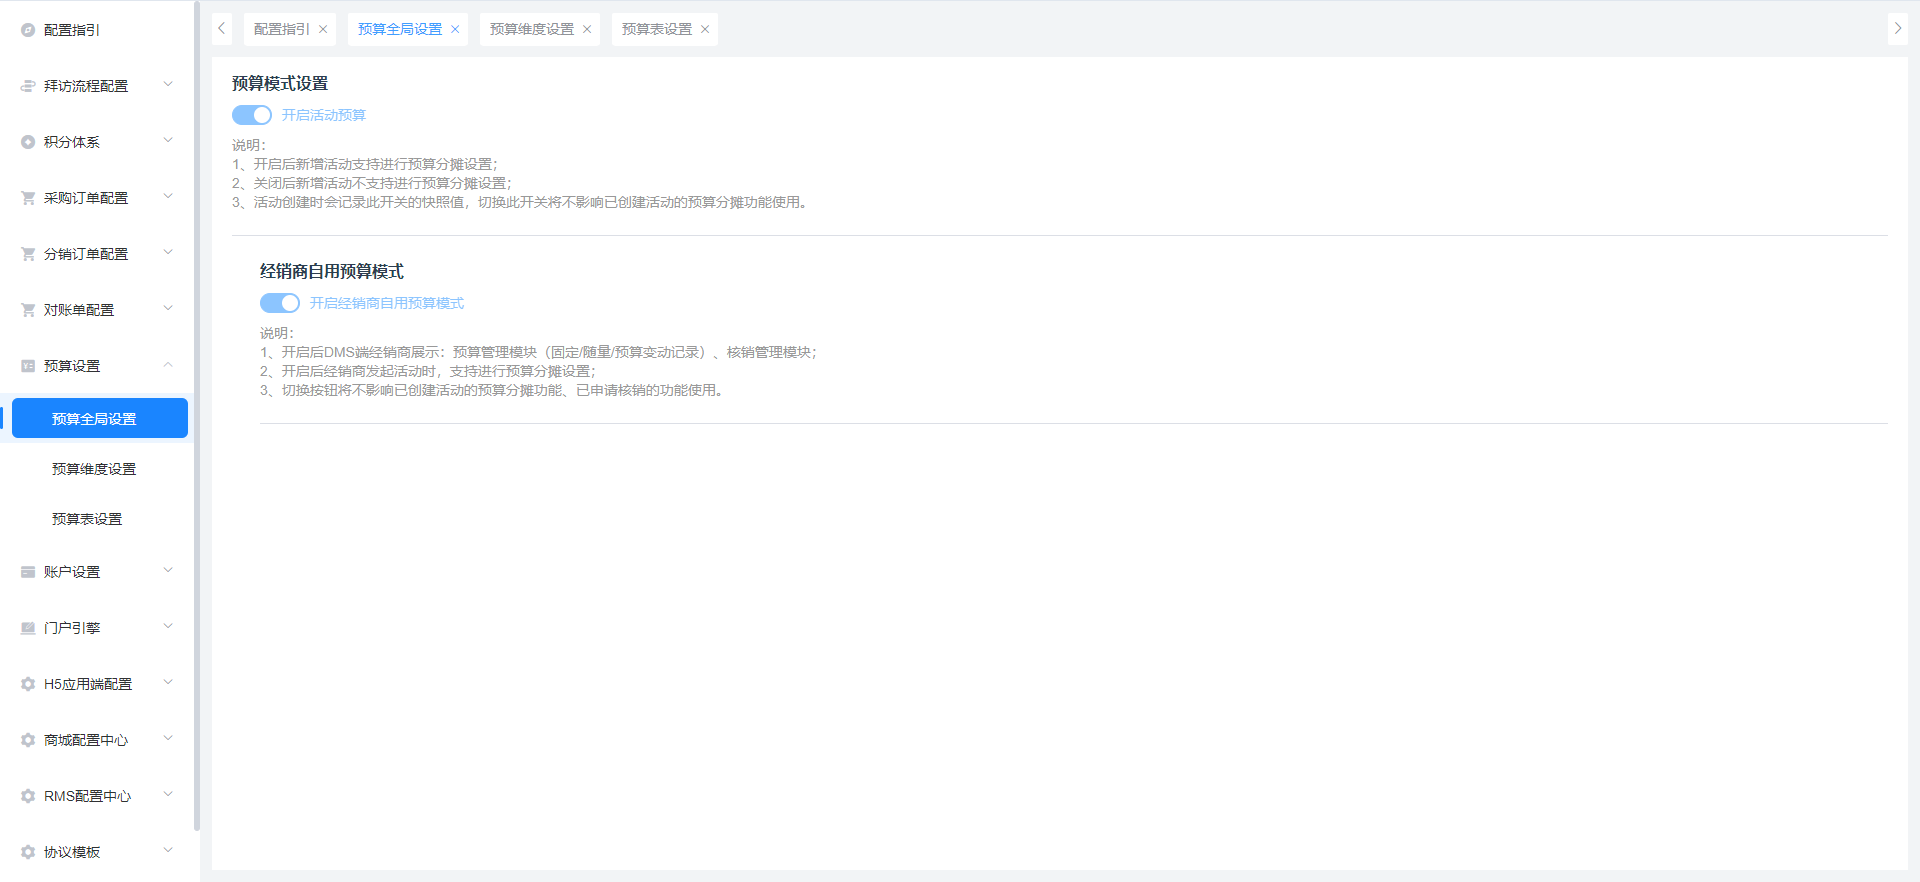 配置指引
拜访流程配置
积分体系
采购订单配置
分销订单配置
对账单配置
预算设置
预算全局设置
预算维度设置
预算表设置
账户设置
门户引擎
H5应用端配置
商城配置中心
RMS配置中心
协议模板
配置指引 预算全局设置 预算维度设置 预算表设置
预算模式设置
开启活动预算
说明：
1、开启后新增活动支持进行预算分摊设置；
2、关闭后新增活动不支持进行预算分摊设置；
3、活动创建时会记录此开关的快照值，切换此开关将不影响已创建活动的预算分摊功能使用。
经销商自用预算模式
开启经销商自用预算模式
说明：
1、开启后DMS端经销商展示：预算管理模块（固定/随量/预算变动记录）、核销管理模块；
2、开启后经销商发起活动时，支持进行预算分摊设置；
3、切换按钮将不影响已创建活动的预算分摊功能、已申请核销的功能使用。